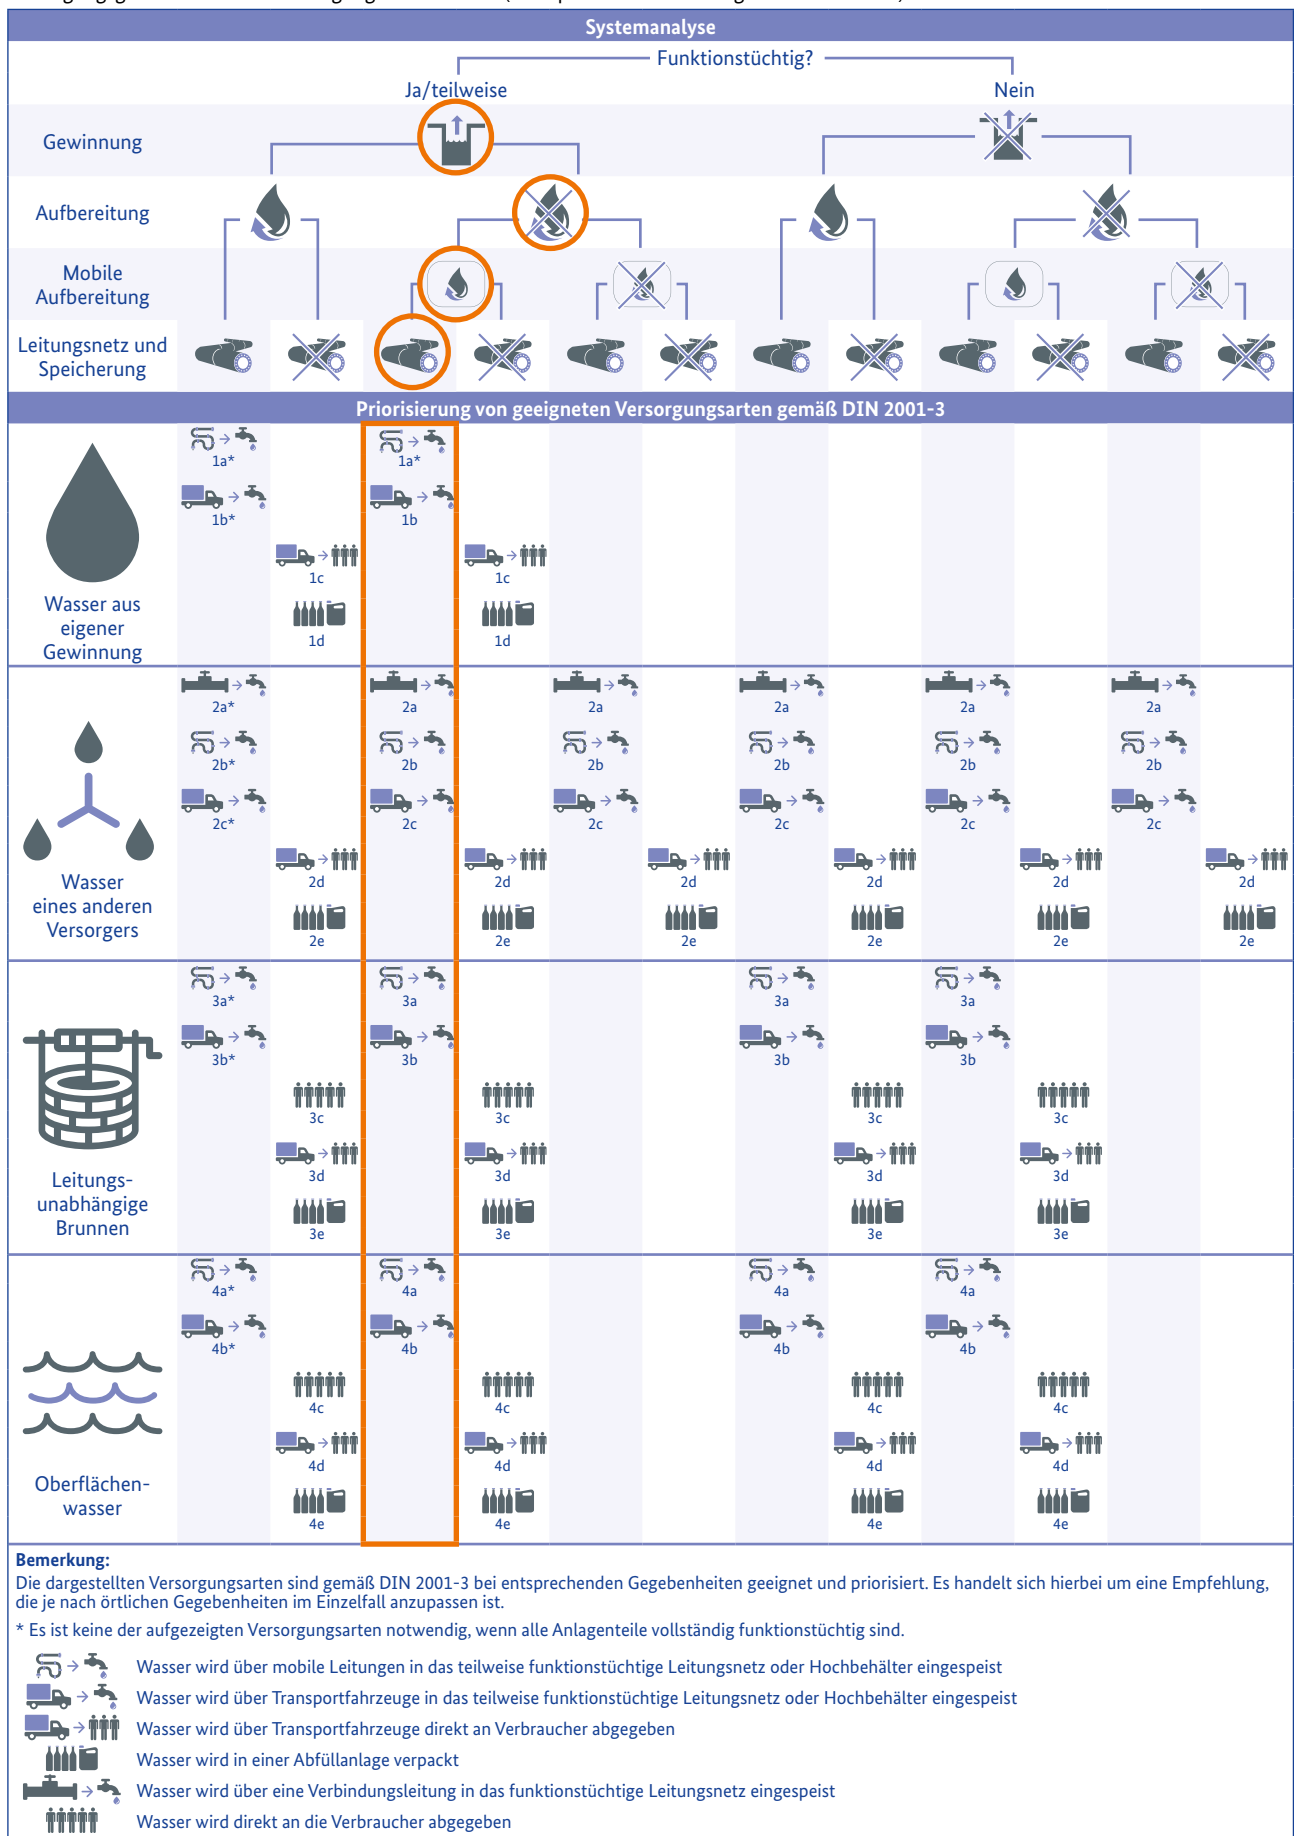 Systemanalyse
Funktionstüchtig?
Ja/teilweise
Nein
Gewinnung
Aufbereitung
Mobile
Aufbereitung
Leitungsnetz und
Speicherung
Priorisierung von geeigneten Versorgungsarten gemäß DIN 2001-3
1a* 1a*
1b* 1b
1c 1c
1d 1d
Wasser aus
eigener
Gewinnung
2a* 2a 2a 2a 2a 2a
2b* 2b 2b 2b 2b 2b
2c* 2c 2c 2c 2c 2c
2d 2d 2d 2d 2d 2d
2e 2e 2e 2e 2e 2e
Wasser
eines anderen
Versorgers
3a* 3a 3a 3a
3b* 3b 3b 3b
3c 3c 3c 3c
3d 3d 3d 3d
3e 3e 3e 3e
Leitungs-
unabhängige
Brunnen
4a* 4a 4a 4a
4b* 4b 4b 4b
4c 4c 4c 4c
4d 4d 4d 4d
4e 4e 4e 4e
Oberflächen-
wasser
Bemerkung:
Die dargestellten Versorgungsarten sind gemäß DIN 2001-3 bei entsprechenden Gegebenheiten geeignet und priorisiert. Es handelt sich hierbei um eine Empfehlung,
die je nach örtlichen Gegebenheiten im Einzelfall anzupassen ist.
* Es ist keine der aufgezeigten Versorgungsarten notwendig, wenn alle Anlagenteile vollständig funktionstüchtig sind.
Wasser wird über mobile Leitungen in das teilweise funktionstüchtige Leitungsnetz oder Hochbehälter eingespeist
Wasser wird über Transportfahrzeuge in das teilweise funktionstüchtige Leitungsnetz oder Hochbehälter eingespeist
Wasser wird über Transportfahrzeuge direkt an Verbraucher abgegeben
Wasser wird in einer Abfüllanlage verpackt
Wasser wird über eine Verbindungsleitung in das funktionstüchtige Leitungsnetz eingespeist
Wasser wird direkt an die Verbraucher abgegeben